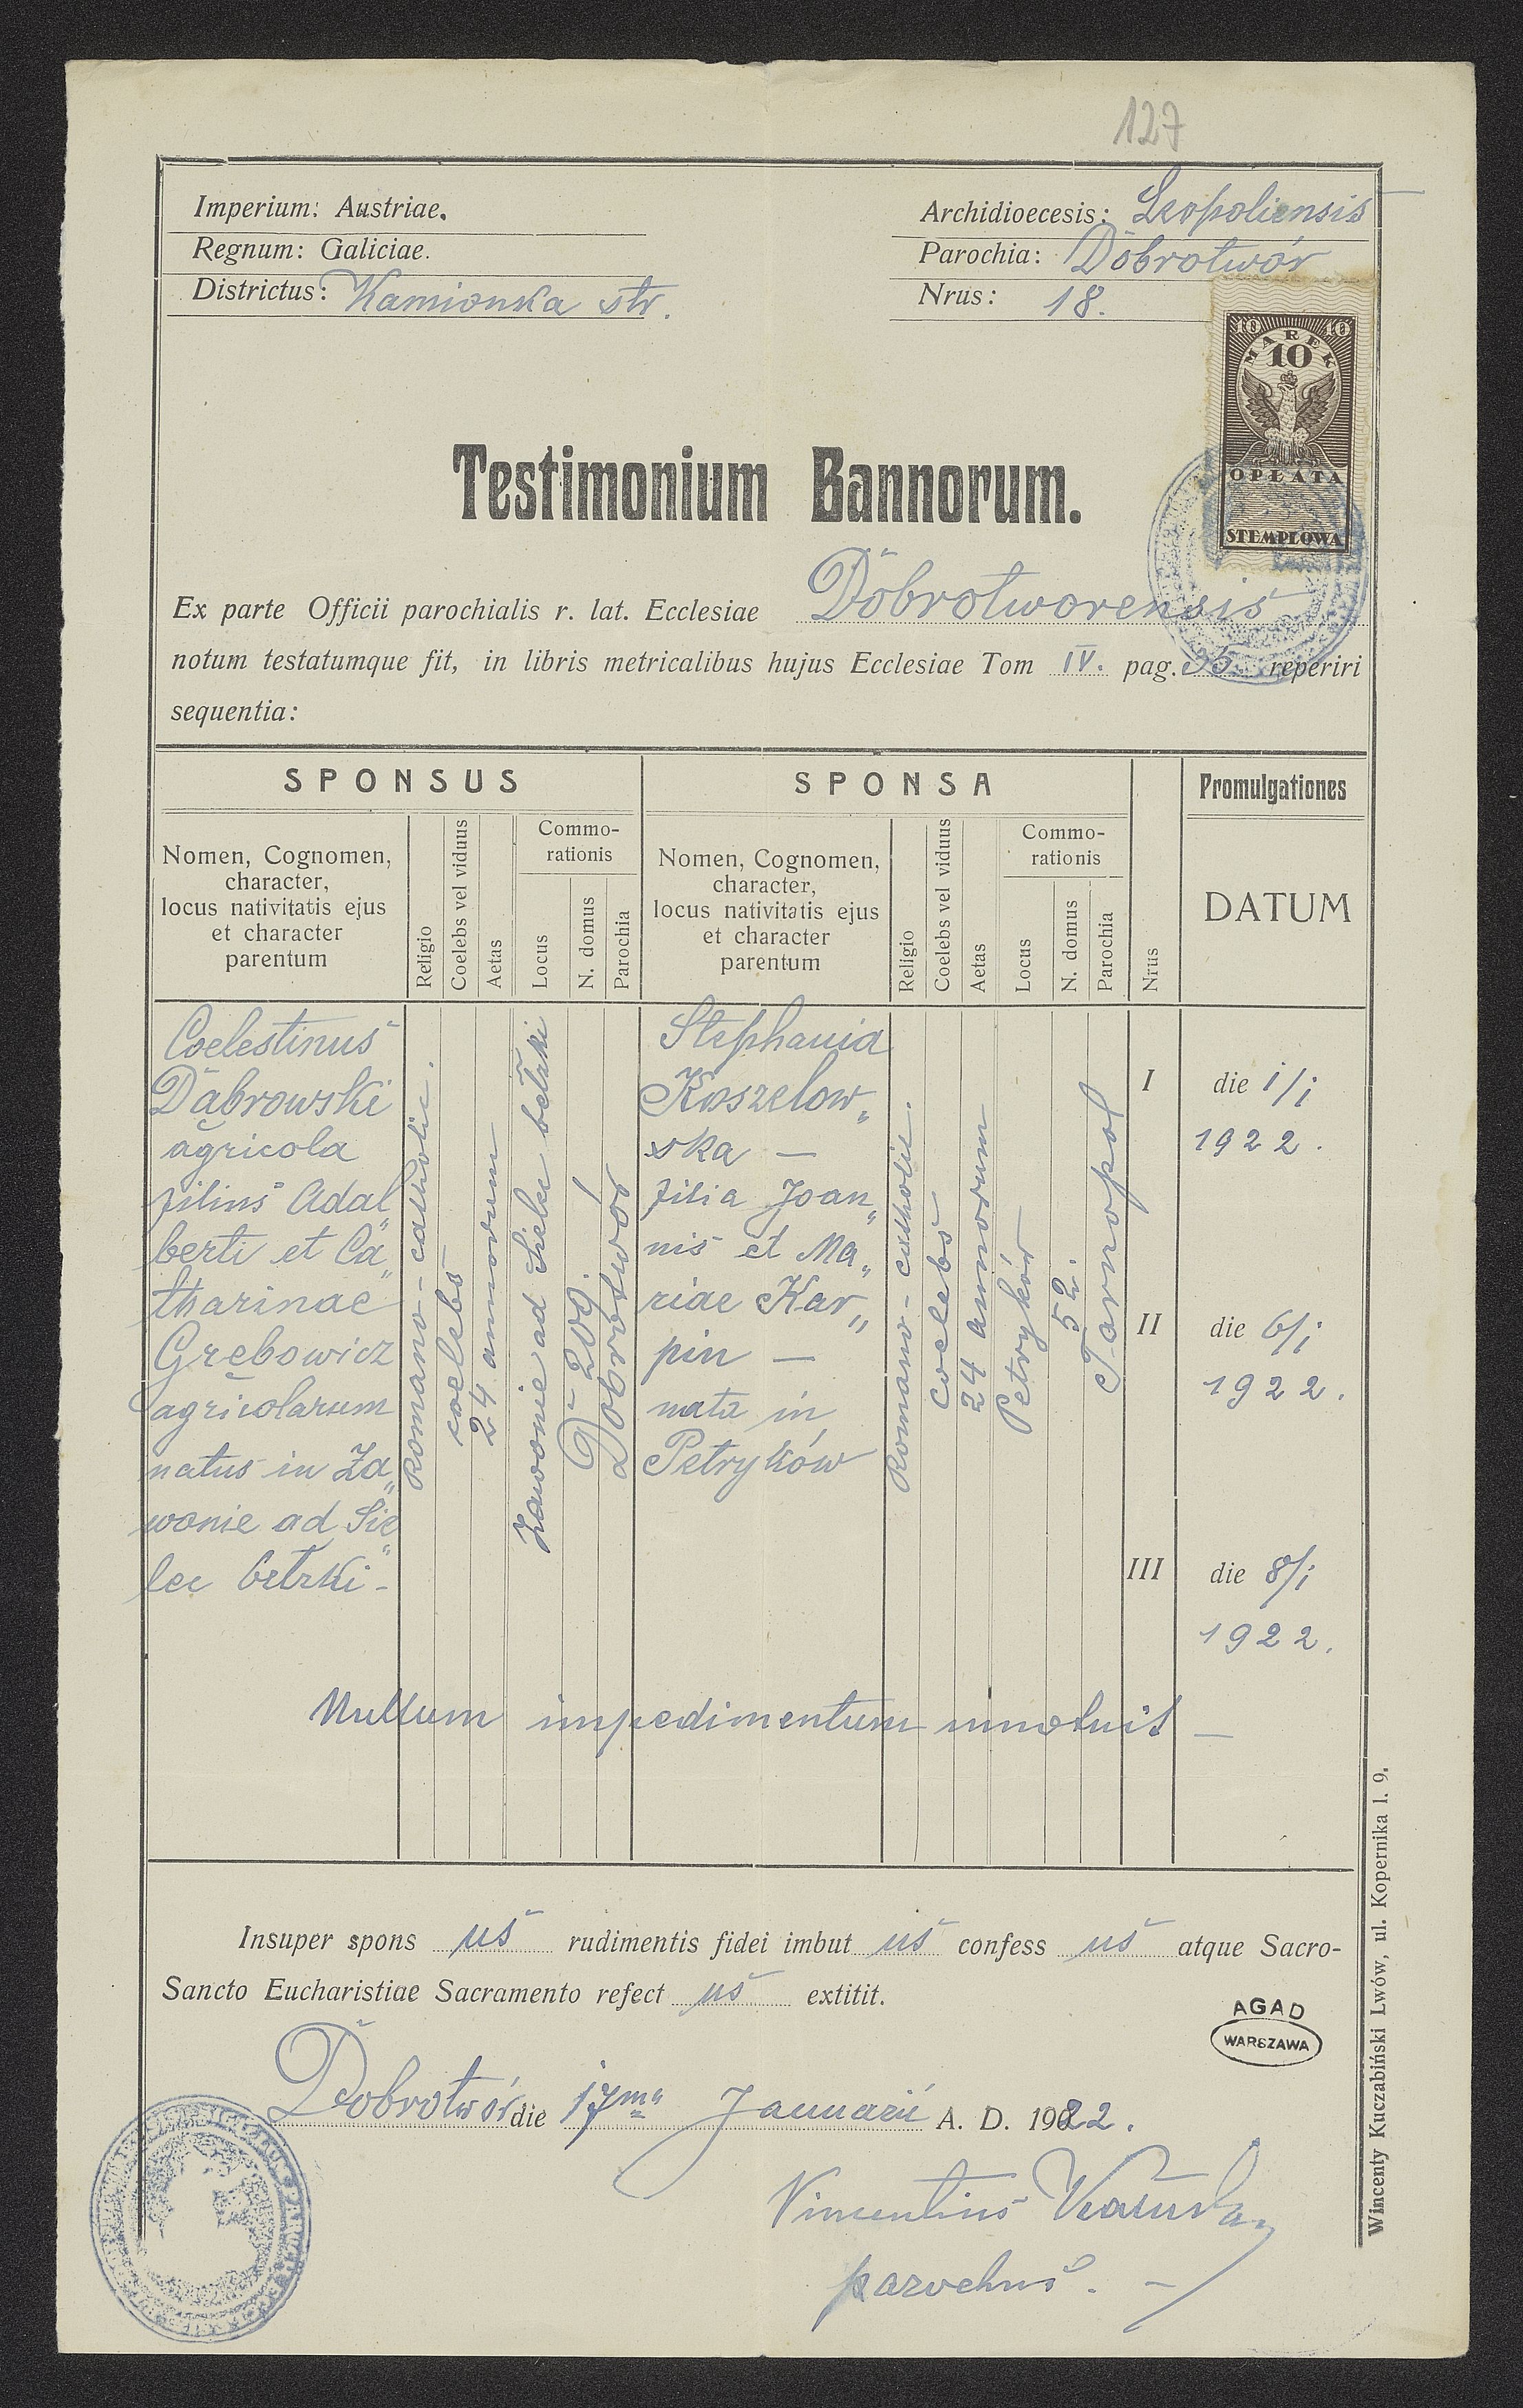 127
Imperium: Austriae.
Regnum: Galiciae.
Districtus: Kamionka str.
Archidioecesis: Leopoliensis
Parochia: Dobrotwór
Nrus: 18.
10 10
MAREK
10
OPŁATA
STEMPLOWA
Testimonium Bannorum.
Ex parte Officii parochialis r. lat. Ecclesiae Dobrotworensis
notum testatumque fit, in libris metricalibus hujus Ecclesiae Tom IV. pag. 35. reperiri
sequentia:
SPONSUS
Nomen, Cognomen,
character,
locus nativitatis ejus
et character
parentum
Religio
Coelebs vel viduus
Aetas
Commo-
rationis
Locus
N. domus
Parochia
SPONSA
Nomen, Cognomen,
character,
locus nativitatis ejus
et character
parentum
Religio
Coelebs vel viduus
Aetas
Commo-
rationis
Locus
N. domus
Parochia
Nrus
Promulgationes
DATUM
Coelestinus
Dąbrowski
agricola
filius Adal„
berti et Ca„
tharinae
Grebowicz
agricolarum
natus in Za„
wonie ad Sie„
lec bełzki -
Romano-catholic.
coelebs
24 annorum
Zawonie ad Sielec bełzki
D - 209.
Dobrotwór
Stephania
Koszelow„
ska —
filia Joan„
nis et Ma„
riae Kar„
pin —
nata in
Petryków
Romano-catholic.
coelebs
24 annorum
Petryków
52.
Tarnopol
I
die 1/i
1922.
II
die 6/i
1922.
III
die 8/i
1922.
Nullum impedimentum innotuit —
Insuper spons us rudimentis fidei imbut us confess us atque Sacro-
Sancto Eucharistiae Sacramento refect us extitit.
AGAD
WARSZAWA
Dobrotwór die 17ma Januarii A. D. 1922.
Vincentius
parochus. —
Wincenty Kuczabiński Lwów, ul. Kopernika l. 9.